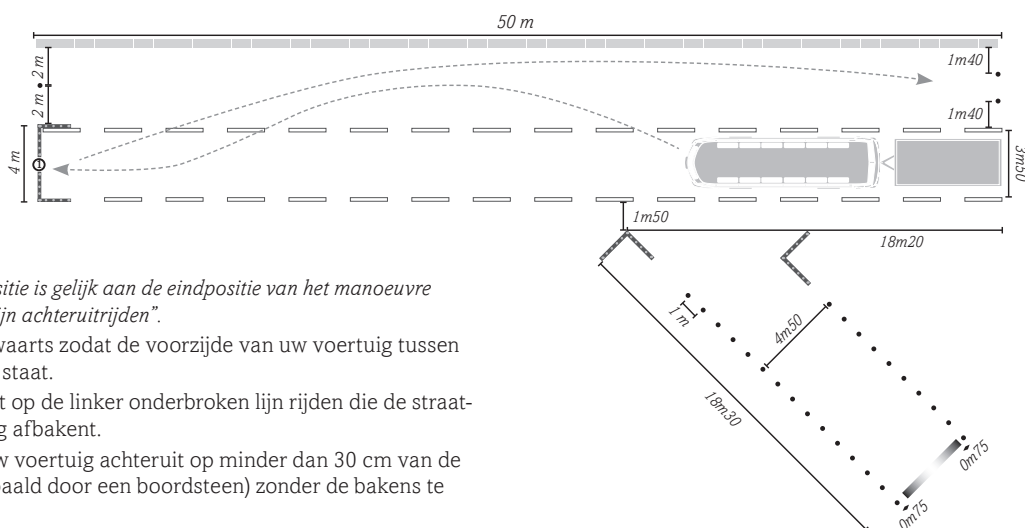 50 m
2 m
2 m
1m40
1m40
4 m
1
3m50
1m50
18m20
sitie is gelijk aan de eindpositie van het manoeuvre
ijn achteruitrijden”.
waarts zodat de voorzijde van uw voertuig tussen
staat.
t op de linker onderbroken lijn rijden die de straat-
g afbakent.
w voertuig achteruit op minder dan 30 cm van de
paald door een boordsteen) zonder de bakens te
1 m
4m50
18m30
0m75
0m75